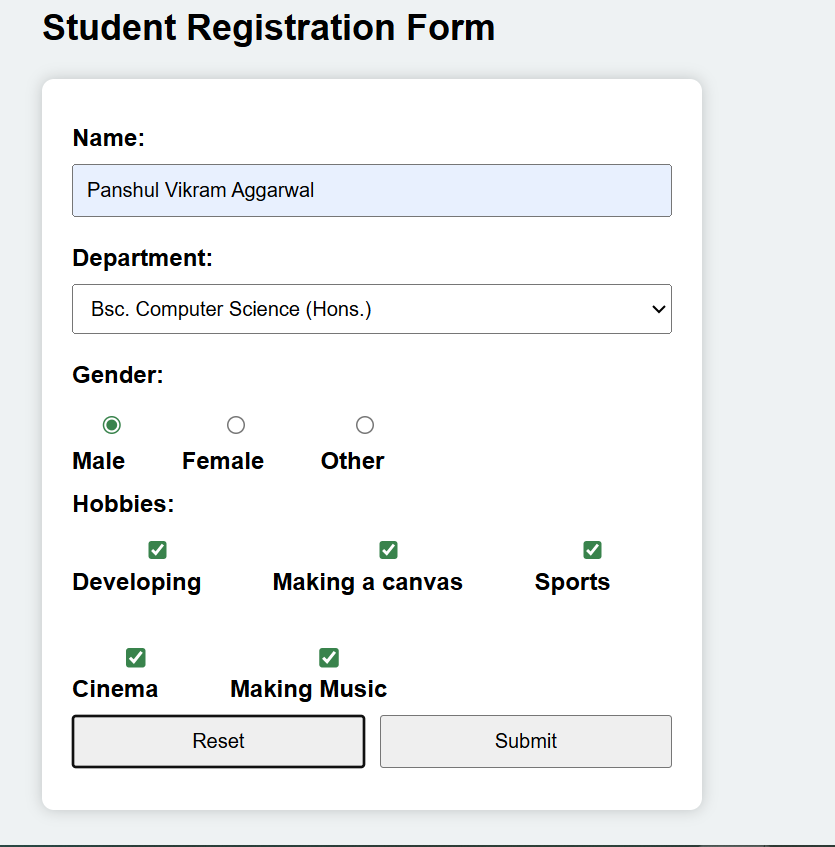 Student Registration Form
Name:
Panshul Vikram Aggarwal
Department:
Bsc. Computer Science (Hons.)
Gender:
Male Female Other
Hobbies:
Developing Making a canvas Sports
Cinema Making Music
Reset Submit